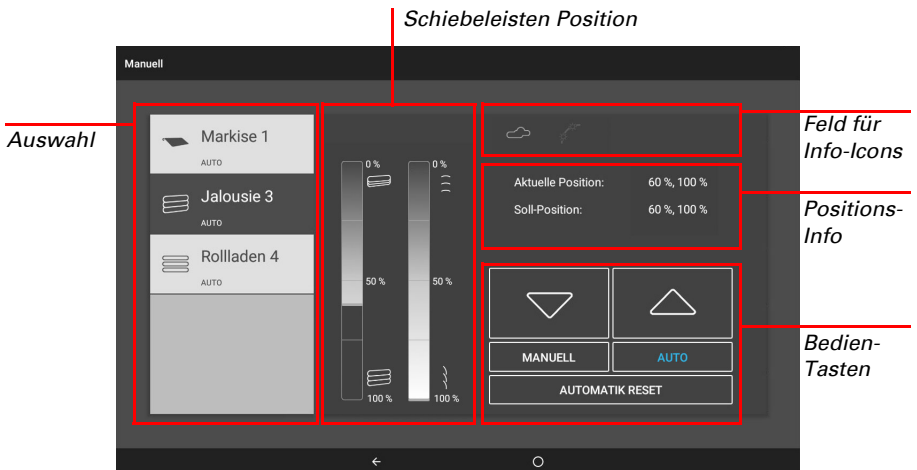 Schiebeleisten Position
Manuell
Auswahl
Markise 1
AUTO
Jalousie 3
AUTO
Rollladen 4
AUTO
0 %
50 %
100 %
0 %
50 %
100 %
Feld für
Info-Icons
Aktuelle Position: 60 %, 100 %
Soll-Position: 60 %, 100 %
Positions-
Info
MANUELL
AUTO
AUTOMATIK RESET
Bedien-
Tasten